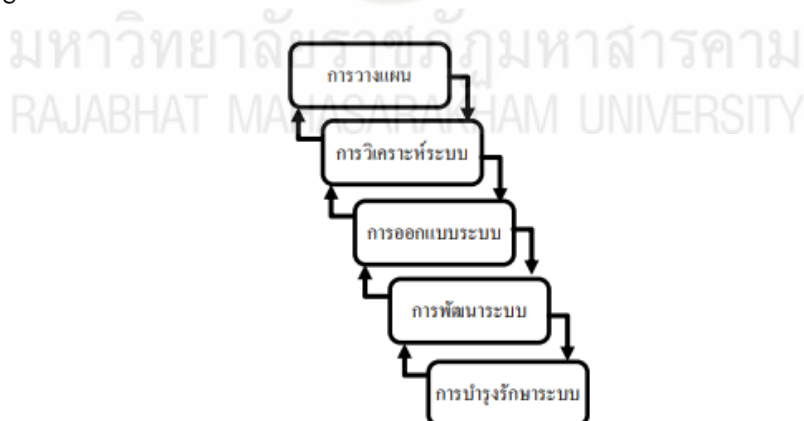 มหาวิทยาลัยราชภัฏมหาสารคาม
RAJABHAT MAHASARAKHAM UNIVERSITY
การวางแผน
การวิเคราะห์ระบบ
การออกแบบระบบ
การพัฒนาระบบ
การบำรุงรักษาระบบ